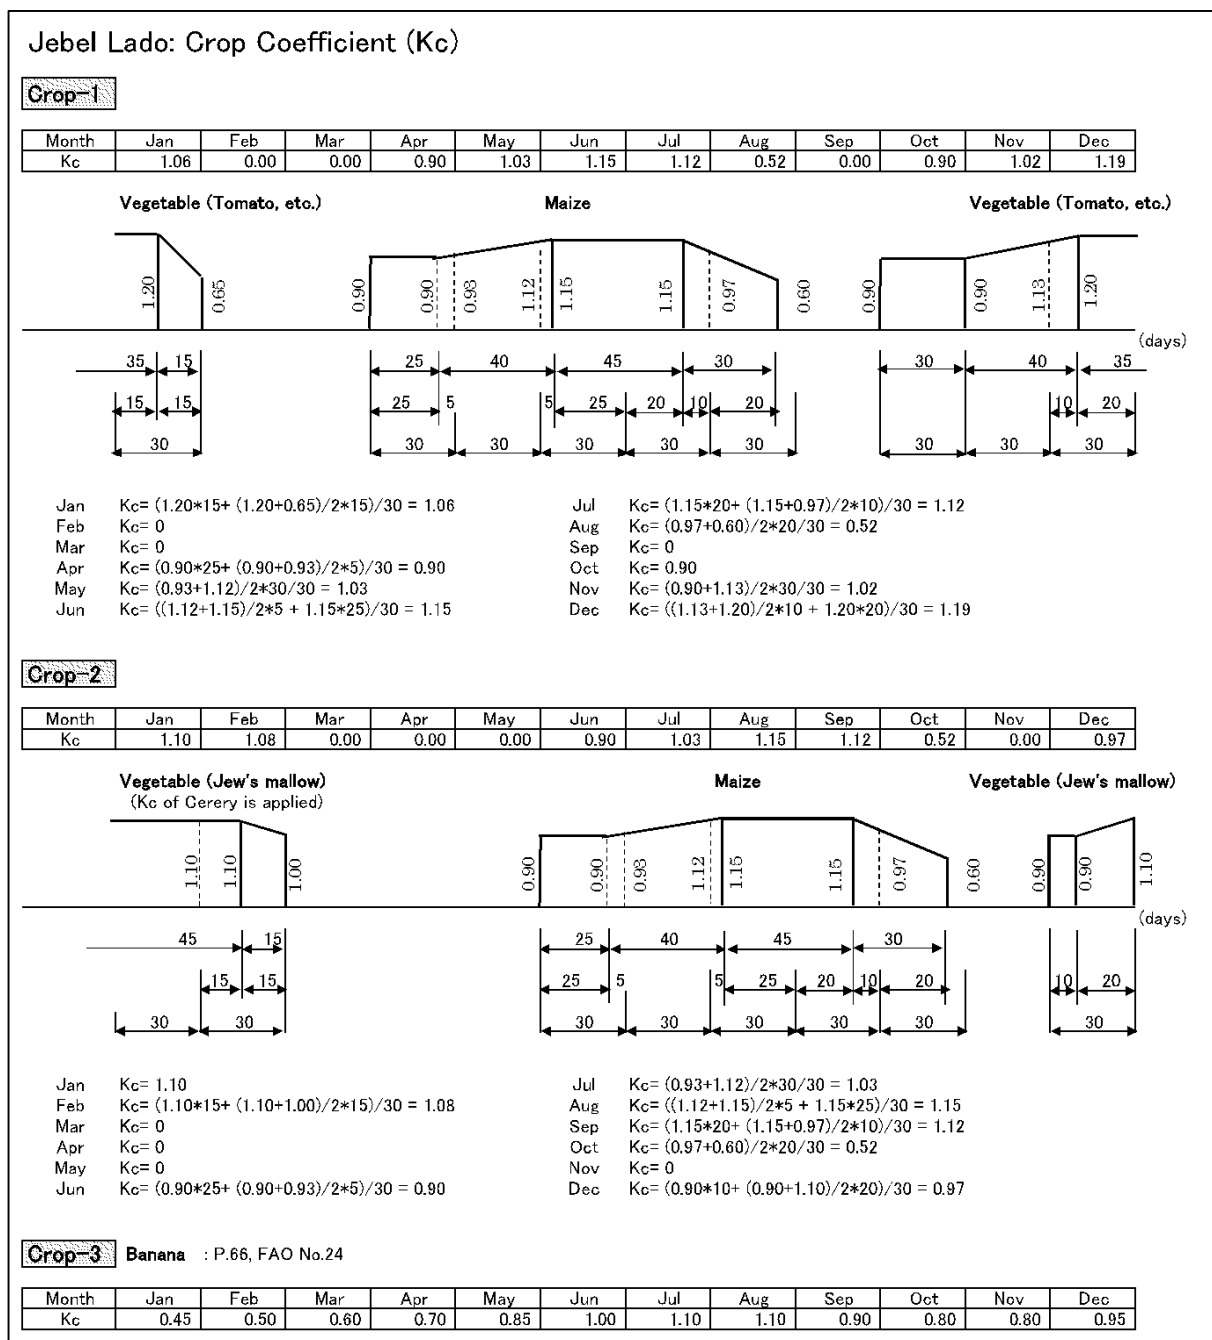 Jebel Lado: Crop Coefficient (Kc)
Crop-1
Month Jan Feb Mar Apr May Jun Jul Aug Sep Oct Nov Dec
Kc 1.06 0.00 0.00 0.90 1.03 1.15 1.12 0.52 0.00 0.90 1.02 1.19
Vegetable (Tomato, etc.) Maize Vegetable (Tomato, etc.)
1.20 0.65 0.90 0.90 0.93 1.12 1.15 1.15 0.97 0.60 0.90 0.90 1.13 1.20
(days)
35 15 25 40 45 30 30 40 35
15 15 25 5 5 25 20 10 20 10 20
30 30 30 30 30 30 30 30 30
Jan Kc= (1.20*15+ (1.20+0.65)/2*15)/30 = 1.06 Jul Kc= (1.15*20+ (1.15+0.97)/2*10)/30 = 1.12
Feb Kc= 0 Aug Kc= (0.97+0.60)/2*20/30 = 0.52
Mar Kc= 0 Sep Kc= 0
Apr Kc= (0.90*25+ (0.90+0.93)/2*5)/30 = 0.90 Oct Kc= 0.90
May Kc= (0.93+1.12)/2*30/30 = 1.03 Nov Kc= (0.90+1.13)/2*30/30 = 1.02
Jun Kc= ((1.12+1.15)/2*5 + 1.15*25)/30 = 1.15 Dec Kc= ((1.13+1.20)/2*10 + 1.20*20)/30 = 1.19
Crop-2
Month Jan Feb Mar Apr May Jun Jul Aug Sep Oct Nov Dec
Kc 1.10 1.08 0.00 0.00 0.00 0.90 1.03 1.15 1.12 0.52 0.00 0.97
Vegetable (Jew's mallow) Maize Vegetable (Jew's mallow)
(Kc of Cerery is applied)
1.10 1.10 1.00 0.90 0.90 0.93 1.12 1.15 1.15 0.97 0.60 0.90 0.90 1.10
(days)
45 15 25 40 45 30
15 15 25 5 5 25 20 10 20 10 20
30 30 30 30 30 30 30 30
Jan Kc= 1.10 Jul Kc= (0.93+1.12)/2*30/30 = 1.03
Feb Kc= (1.10*15+ (1.10+1.00)/2*15)/30 = 1.08 Aug Kc= ((1.12+1.15)/2*5 + 1.15*25)/30 = 1.15
Mar Kc= 0 Sep Kc= (1.15*20+ (1.15+0.97)/2*10)/30 = 1.12
Apr Kc= 0 Oct Kc= (0.97+0.60)/2*20/30 = 0.52
May Kc= 0 Nov Kc= 0
Jun Kc= (0.90*25+ (0.90+0.93)/2*5)/30 = 0.90 Dec Kc= (0.90*10+ (0.90+1.10)/2*20)/30 = 0.97
Crop-3 Banana : P.66, FAO No.24
Month Jan Feb Mar Apr May Jun Jul Aug Sep Oct Nov Dec
Kc 0.45 0.50 0.60 0.70 0.85 1.00 1.10 1.10 0.90 0.80 0.80 0.95